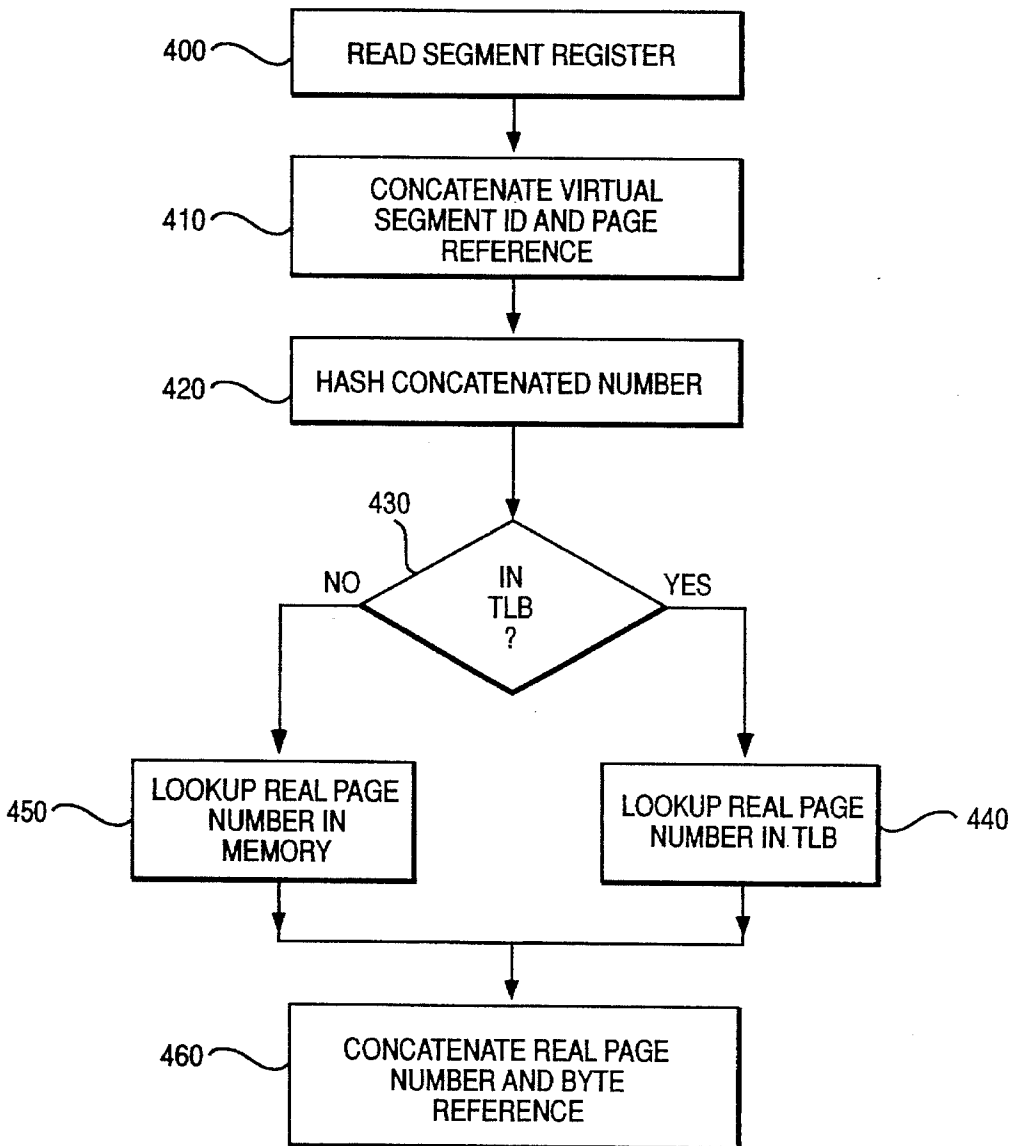 400
READ SEGMENT REGISTER
410
CONCATENATE VIRTUAL
SEGMENT ID AND PAGE
REFERENCE
420
HASH CONCATENATED NUMBER
430
NO
IN
TLB
?
YES
450
LOOKUP REAL PAGE
NUMBER IN
MEMORY
LOOKUP REAL PAGE
NUMBER IN TLB
440
460
CONCATENATE REAL PAGE
NUMBER AND BYTE
REFERENCE